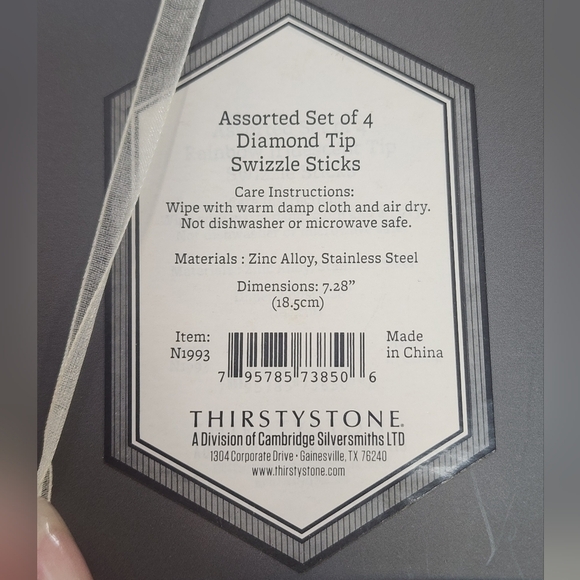 Assorted Set of 4
Diamond Tip
Swizzle Sticks
Care Instructions:
Wipe with warm damp cloth and air dry.
Not dishwasher or microwave safe.
Materials : Zinc Alloy, Stainless Steel
Dimensions: 7.28”
(18.5cm)
Item:
N1993
7 95785 73850 6
Made
in China
THIRSTYSTONE®
A Division of Cambridge Silversmiths LTD
1304 Corporate Drive • Gainesville, TX 76240
www.thirstystone.com